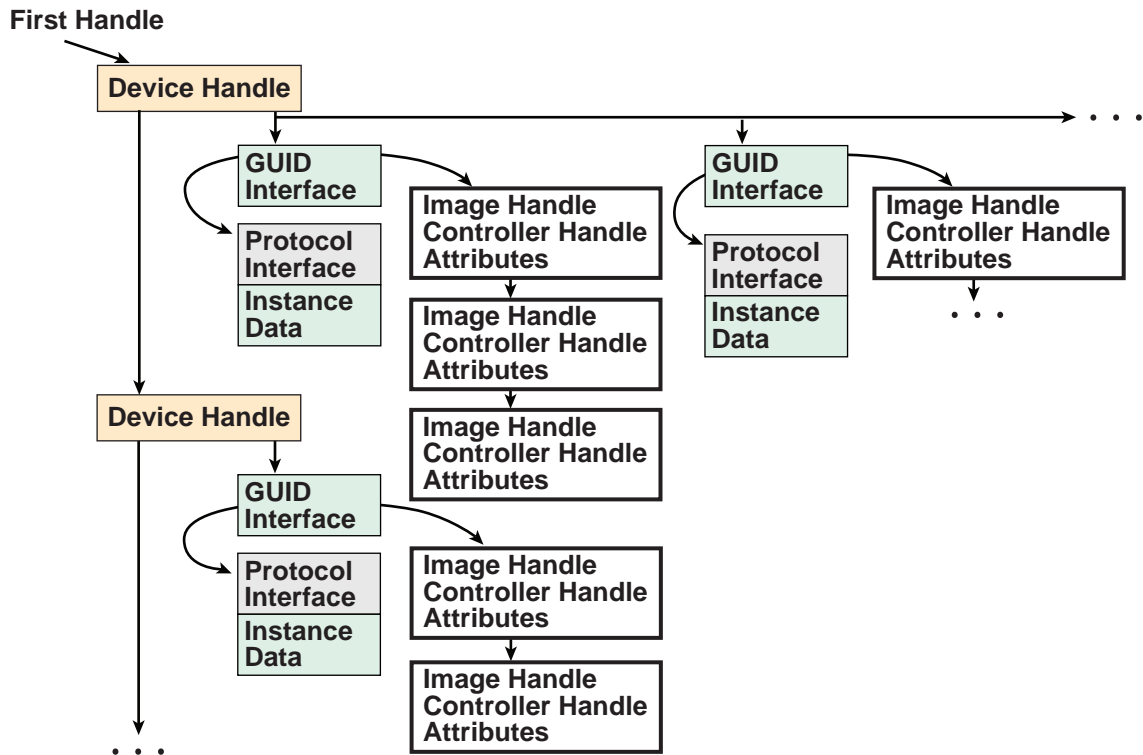 First Handle
Device Handle
. . .
GUID
Interface
Protocol
Interface
Instance
Data
Image Handle
Controller Handle
Attributes
Image Handle
Controller Handle
Attributes
Image Handle
Controller Handle
Attributes
GUID
Interface
Protocol
Interface
Instance
Data
Image Handle
Controller Handle
Attributes
. . .
Device Handle
GUID
Interface
Protocol
Interface
Instance
Data
Image Handle
Controller Handle
Attributes
Image Handle
Controller Handle
Attributes
. . .